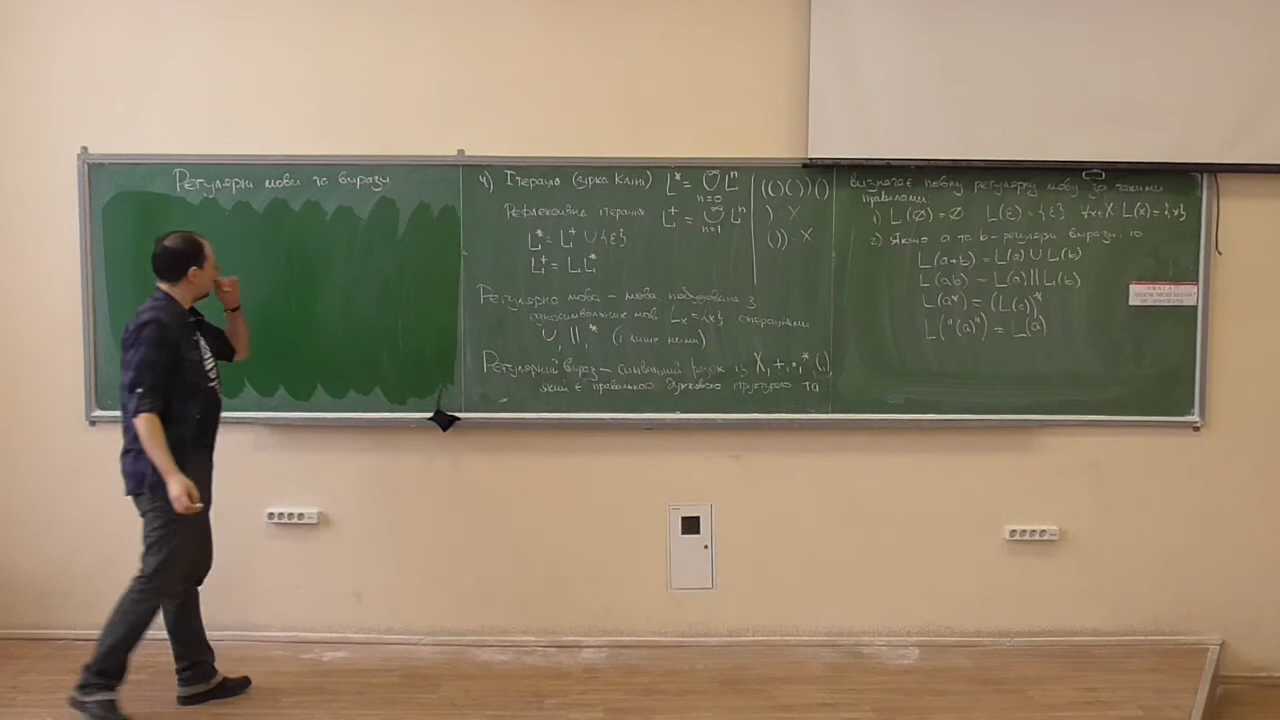 Регулярні мови та вирази
4) Ітерація (зірка Кліні) L* = ∪ Lⁿ
∞
n=0
Рефлексивна ітерація L⁺ = ∪ Lⁿ
∞
n=1
L* = L⁺ ∪ {ε}
L⁺ = LL*
(()())()
) X
()) - X
Регулярна мова – мова, побудована з
односимвольних мов Lₓ = {x} операціями
∪, ||, * (і лише ними)
Регулярний вираз – символьний рядок із X, +, ∘, * ()
який є правильною дужковою структурою та
визначає певну регулярну мову за такими
правилами:
1) L(∅) = ∅ L(ε) = {ε} ∀x∈X L(x) = {x}
2) Якщо a та b – регулярні вирази, то
L(a+b) = L(a) ∪ L(b)
L(ab) = L(a) || L(b)
L(a*) = (L(a))*
L("(a)") = L(a)